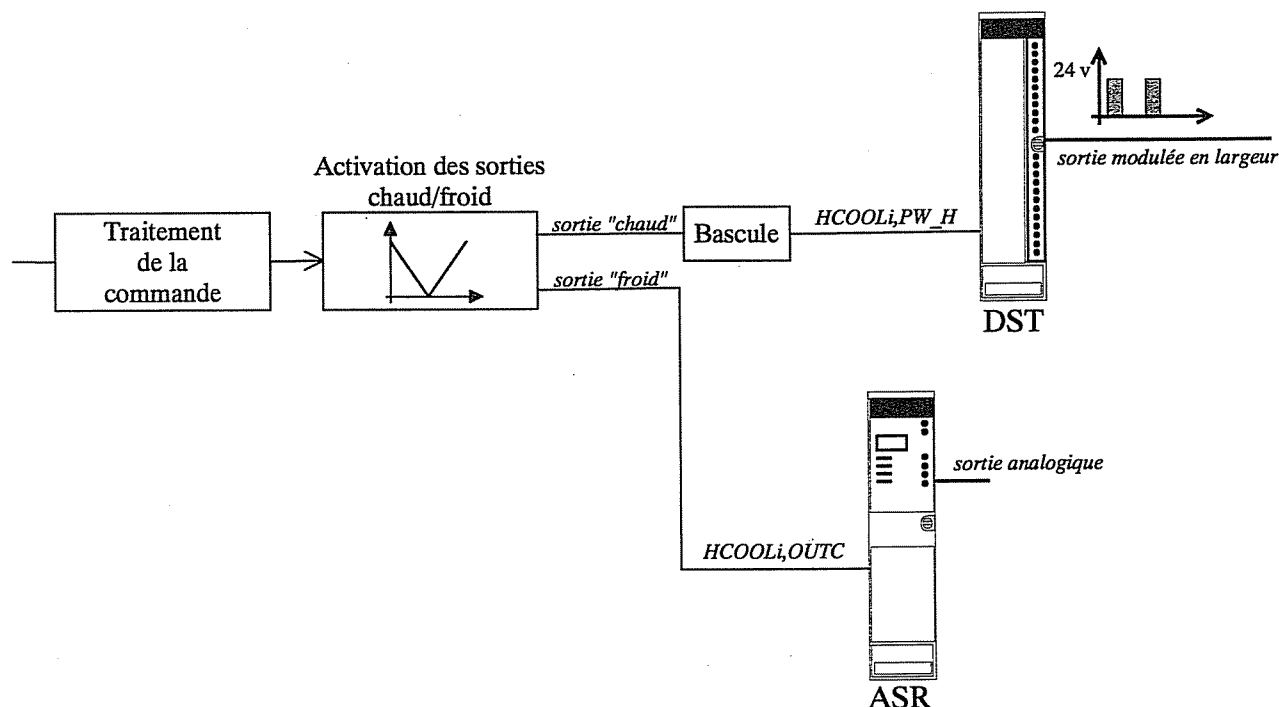 24 v
sortie modulée en largeur
Activation des sorties
chaud/froid
Traitement
de la
commande
sortie "chaud"
Bascule
HCOOLi,PW_H
sortie "froid"
DST
sortie analogique
HCOOLi,OUTC
ASR